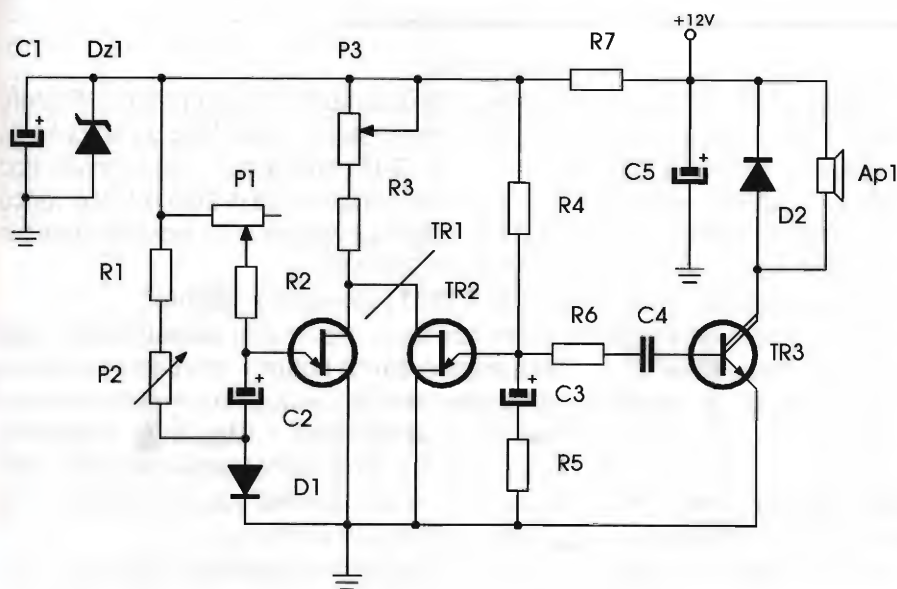 +12V
C1
Dz1
P3
R7
P1
R3
C5
Ap1
R4
D2
R1
R2
TR1
TR2
R6
C4
TR3
P2
C2
C3
R5
D1
+
+
+
+